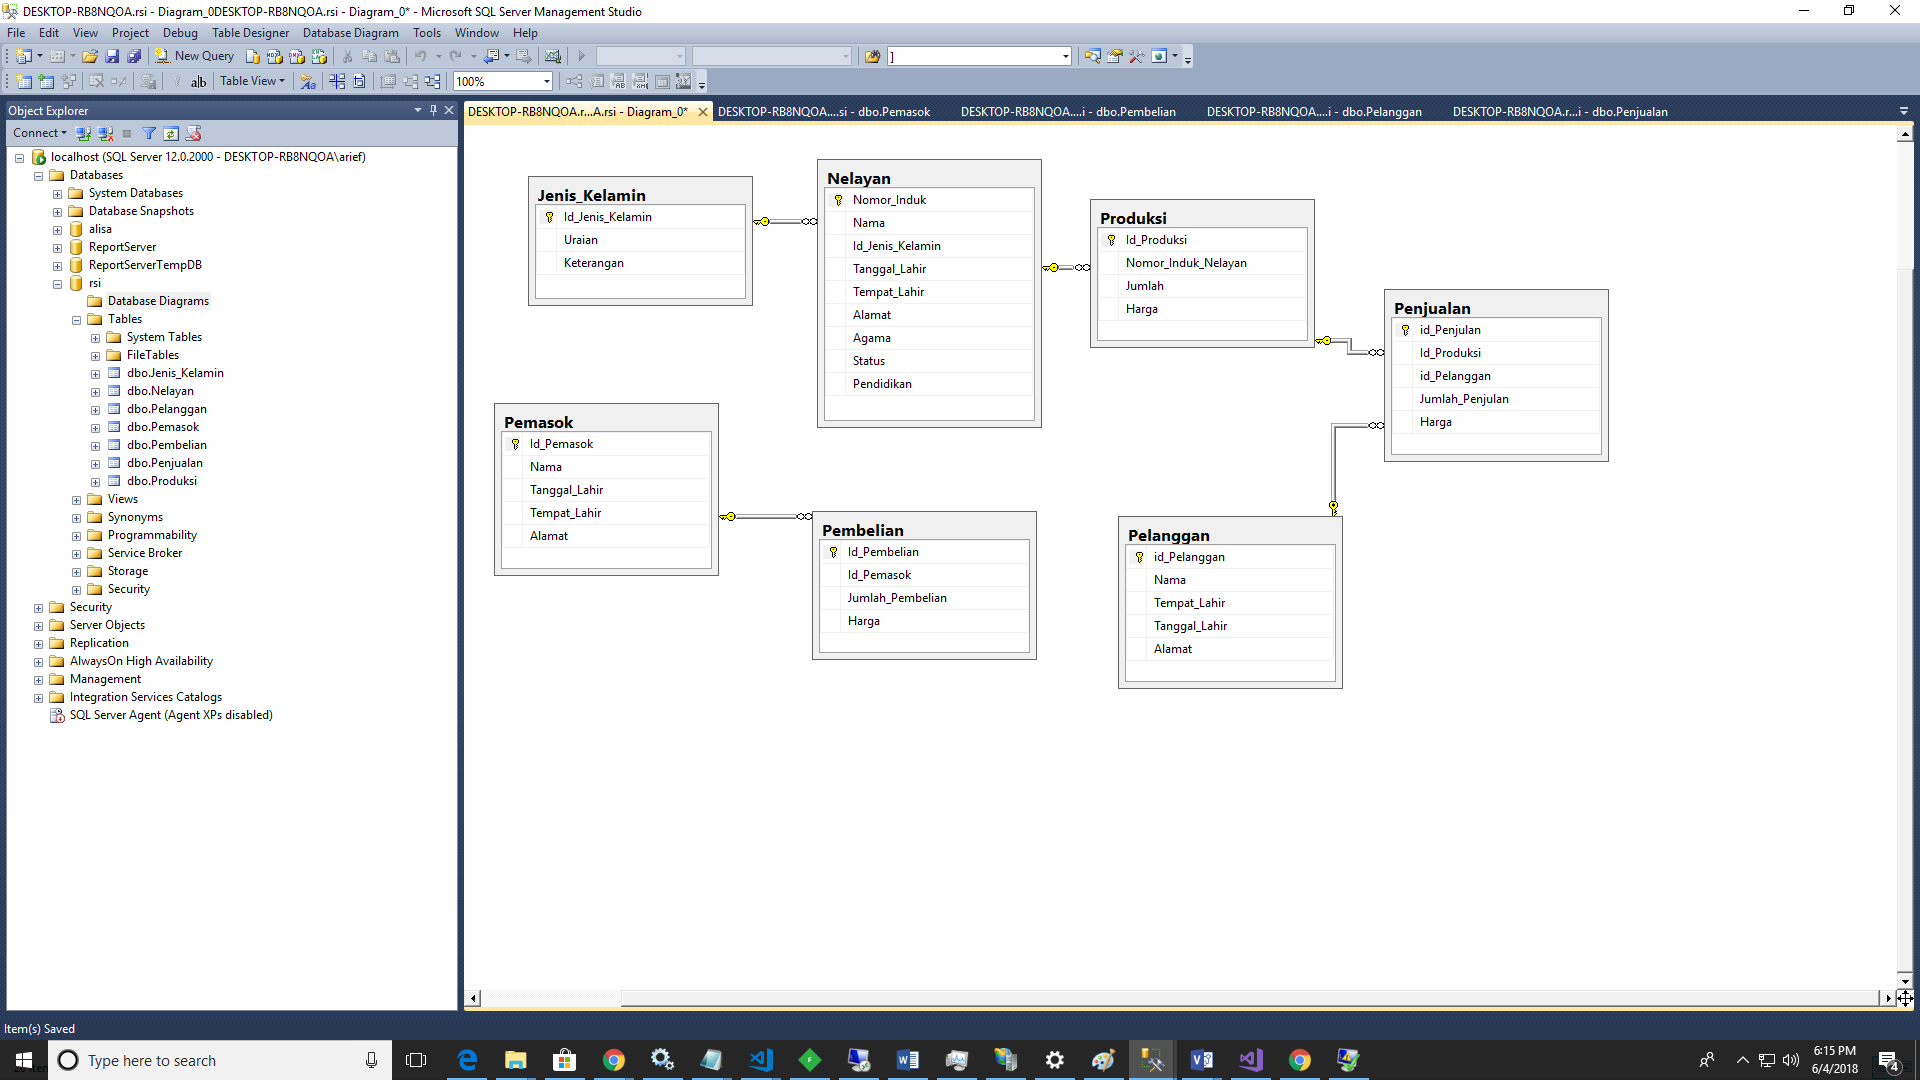 DESKTOP-RB8NQOA.rsi - Diagram_0DESKTOP-RB8NQOA.rsi - Diagram_0* - Microsoft SQL Server Management Studio
File Edit View Project Debug Table Designer Database Diagram Tools Window Help
New Query ]
Table View 100%
Object Explorer
DESKTOP-RB8NQOA.r...A.rsi - Diagram_0* DESKTOP-RB8NQOA....si - dbo.Pemasok DESKTOP-RB8NQOA....i - dbo.Pembelian DESKTOP-RB8NQOA....i - dbo.Pelanggan DESKTOP-RB8NQOA.r...i - dbo.Penjualan
Connect
localhost (SQL Server 12.0.2000 - DESKTOP-RB8NQOA\arief)
Databases
System Databases
Database Snapshots
alisa
ReportServer
ReportServerTempDB
rsi
Database Diagrams
Tables
System Tables
FileTables
dbo.Jenis_Kelamin
dbo.Nelayan
dbo.Pelanggan
dbo.Pemasok
dbo.Pembelian
dbo.Penjualan
dbo.Produksi
Views
Synonyms
Programmability
Service Broker
Storage
Security
Security
Server Objects
Replication
AlwaysOn High Availability
Management
Integration Services Catalogs
SQL Server Agent (Agent XPs disabled)
Jenis_Kelamin
Id_Jenis_Kelamin
Uraian
Keterangan
Nelayan
Nomor_Induk
Nama
Id_Jenis_Kelamin
Tanggal_Lahir
Tempat_Lahir
Alamat
Agama
Status
Pendidikan
Produksi
Id_Produksi
Nomor_Induk_Nelayan
Jumlah
Harga
Penjualan
id_Penjulan
Id_Produksi
id_Pelanggan
Jumlah_Penjulan
Harga
Pemasok
Id_Pemasok
Nama
Tanggal_Lahir
Tempat_Lahir
Alamat
Pembelian
Id_Pembelian
Id_Pemasok
Jumlah_Pembelian
Harga
Pelanggan
id_Pelanggan
Nama
Tempat_Lahir
Tanggal_Lahir
Alamat
Item(s) Saved
Type here to search
6:15 PM
6/4/2018
4